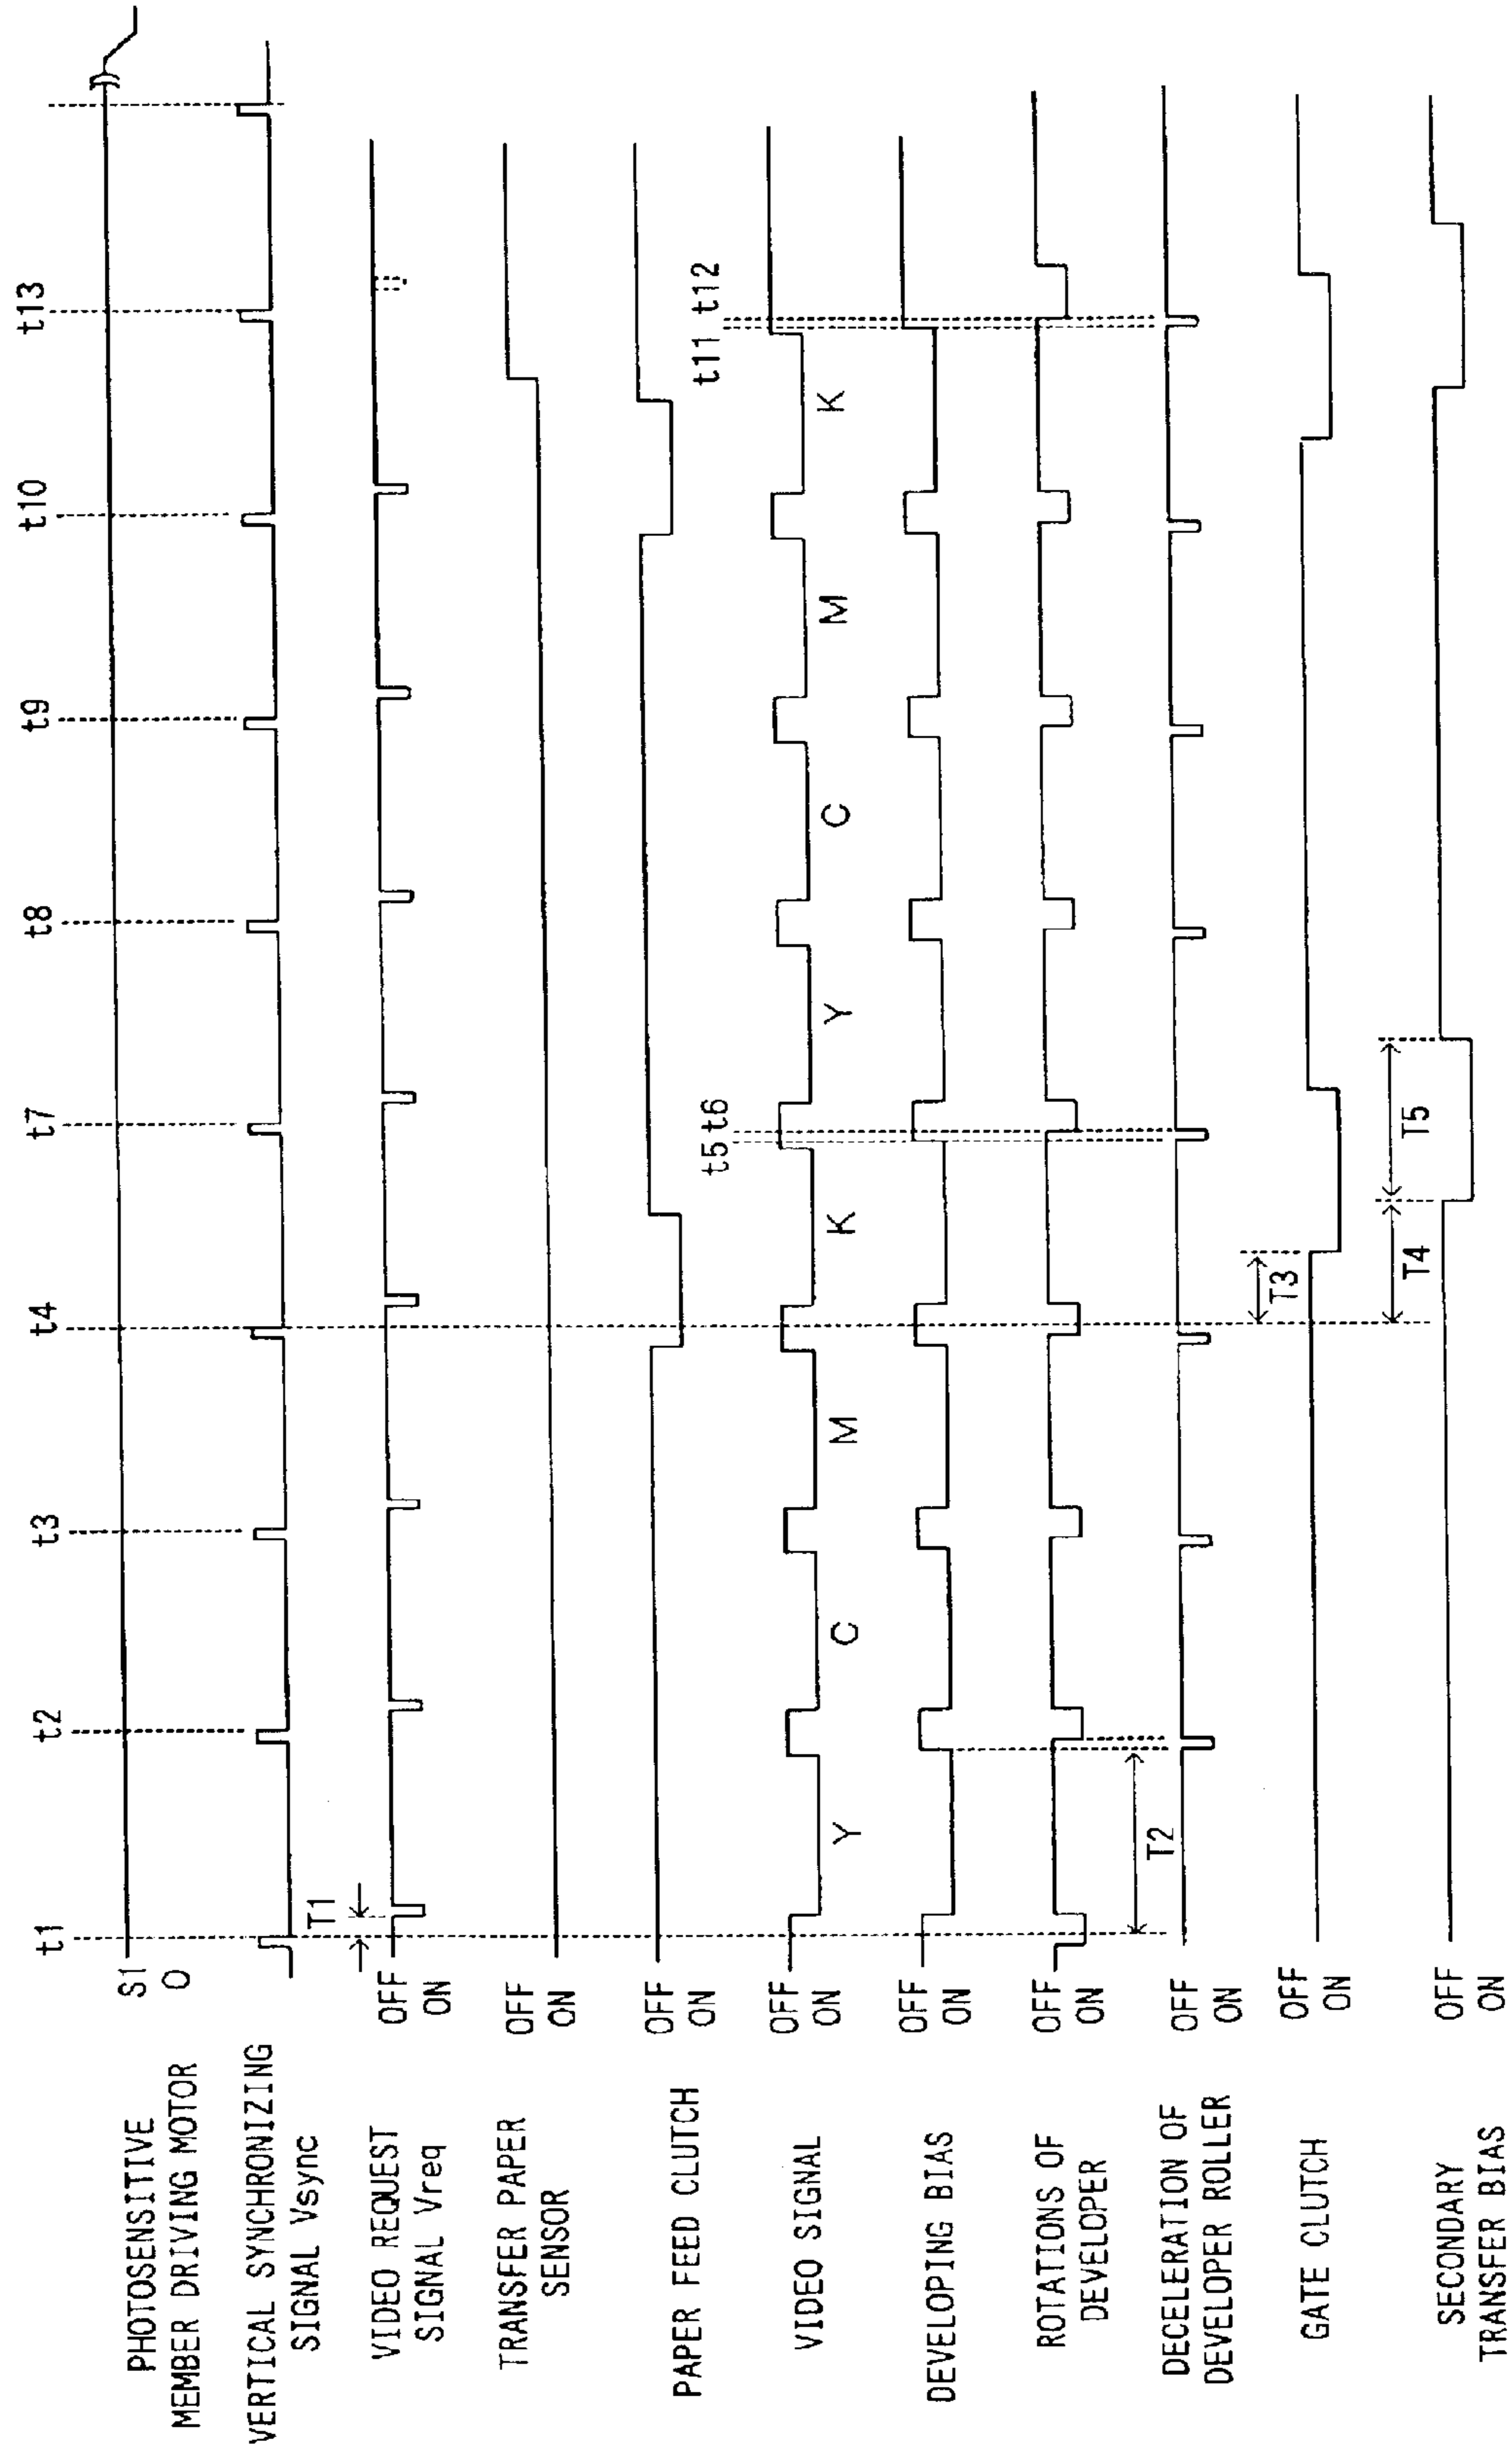 t1
t2
t3
t4
t7
t8
t9
t10
t13
PHOTOSENSITIVE
MEMBER DRIVING MOTOR
S1
0
VERTICAL SYNCHRONIZING
SIGNAL Vsync
T1
VIDEO REQUEST
SIGNAL Vreq
OFF
ON
TRANSFER PAPER
SENSOR
OFF
ON
PAPER FEED CLUTCH
OFF
ON
t5 t6
t11 t12
VIDEO SIGNAL
OFF
ON
Y
C
M
K
Y
C
M
K
DEVELOPING BIAS
OFF
ON
ROTATIONS OF
DEVELOPER
OFF
ON
T2
DECELERATION OF
DEVELOPER ROLLER
OFF
ON
T3
GATE CLUTCH
OFF
ON
T4
T5
SECONDARY
TRANSFER BIAS
OFF
ON